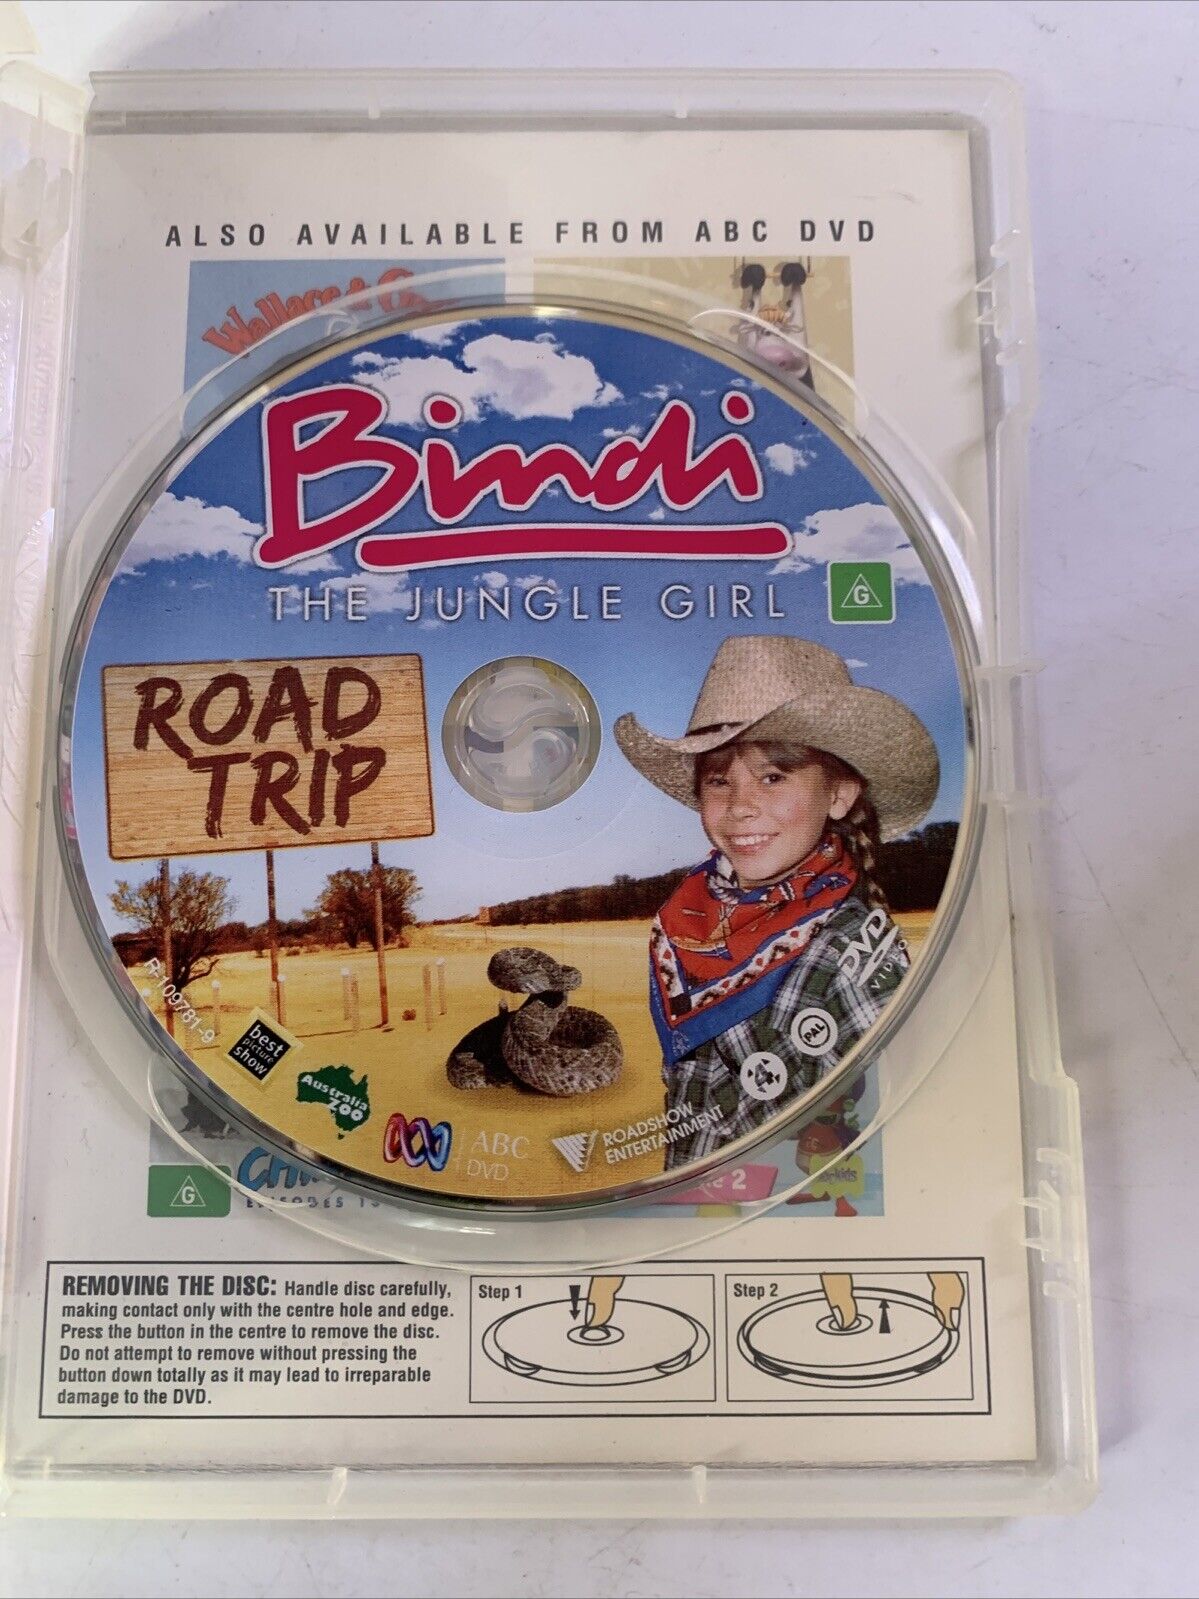 ALSO AVAILABLE FROM ABC DVD
Wallace &
Bindi
THE JUNGLE GIRL
G
ROAD
TRIP
DVD
VIDEO
R-109781-9
best
picture
show
Australia
ZOO
PAL
4
ABC
DVD
ROADSHOW
ENTERTAINMENT
G
EPISODES
2
REMOVING THE DISC: Handle disc carefully,
making contact only with the centre hole and edge.
Press the button in the centre to remove the disc.
Do not attempt to remove without pressing the
button down totally as it may lead to irreparable
damage to the DVD.
Step 1
Step 2